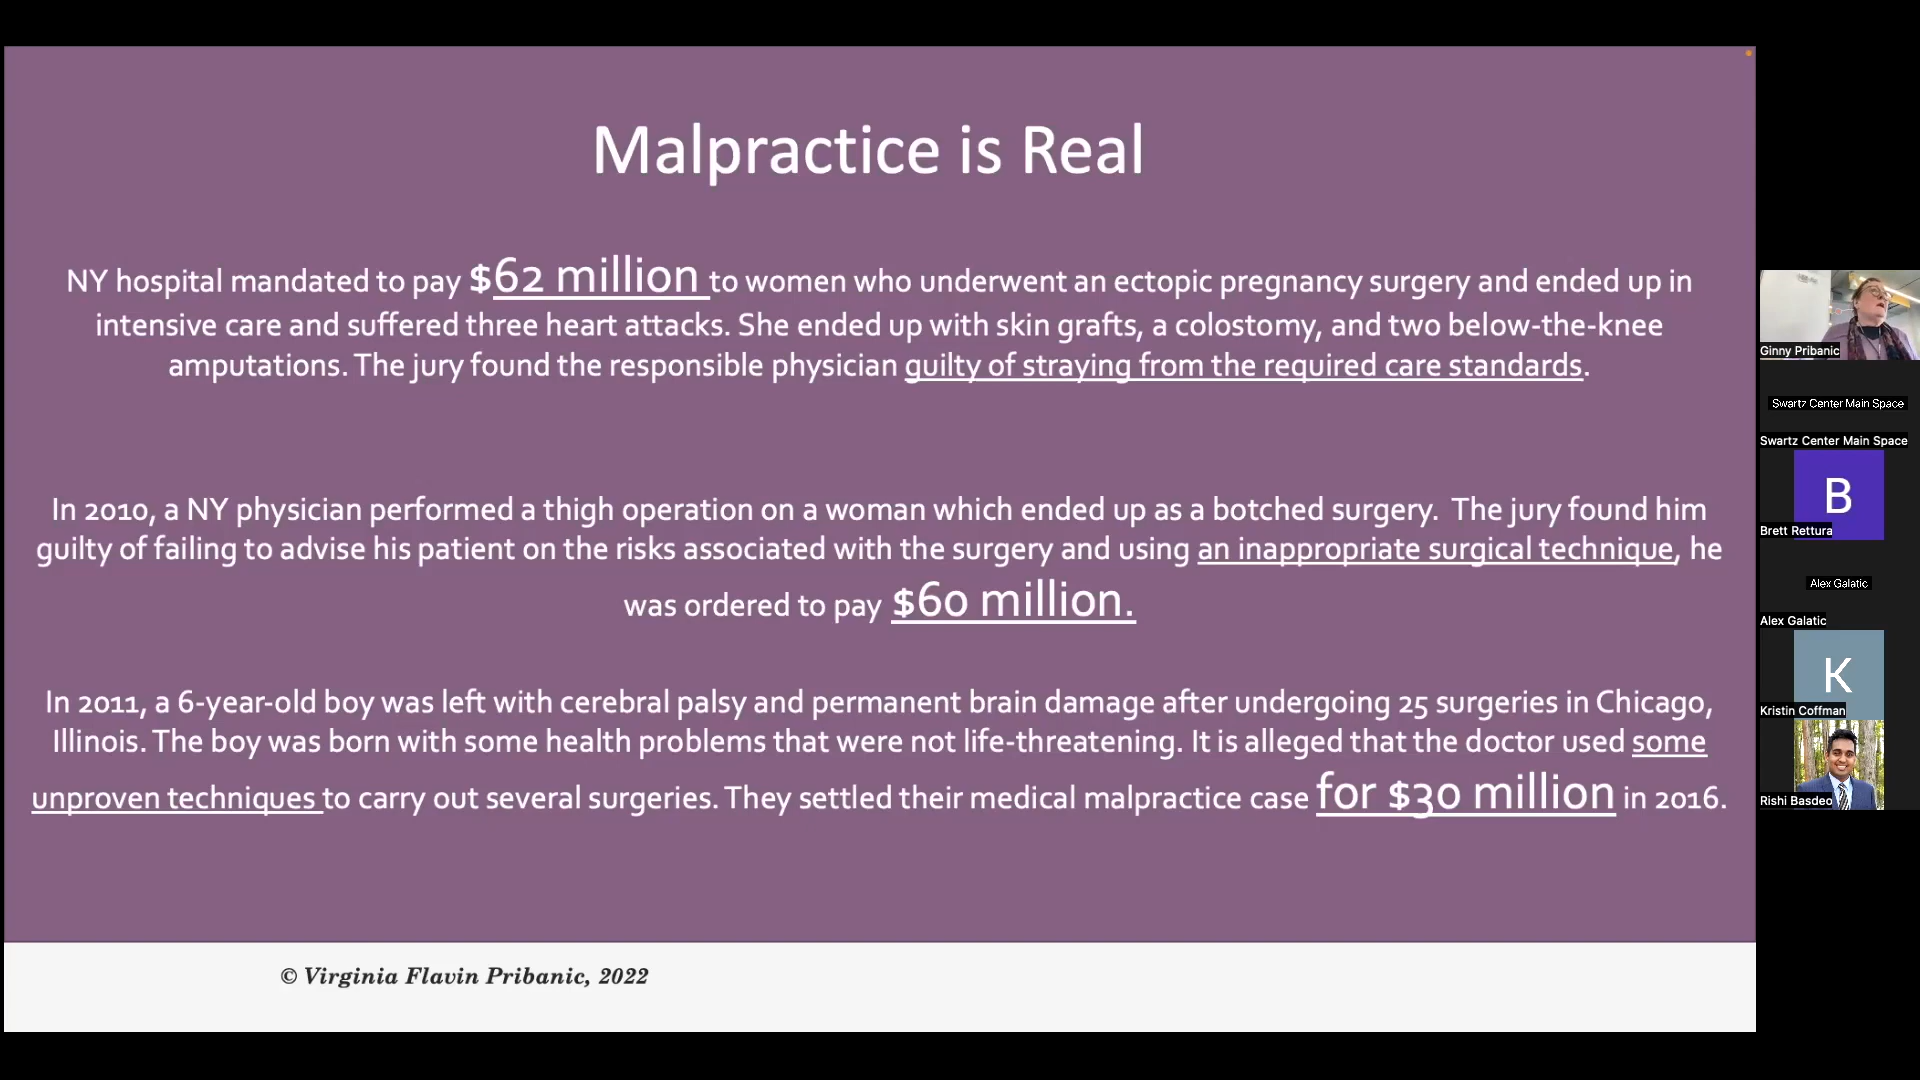 Malpractice is Real
NY hospital mandated to pay $62 million to women who underwent an ectopic pregnancy surgery and ended up in
intensive care and suffered three heart attacks. She ended up with skin grafts, a colostomy, and two below-the-knee
amputations. The jury found the responsible physician guilty of straying from the required care standards.
In 2010, a NY physician performed a thigh operation on a woman which ended up as a botched surgery. The jury found him
guilty of failing to advise his patient on the risks associated with the surgery and using an inappropriate surgical technique, he
was ordered to pay $60 million.
In 2011, a 6-year-old boy was left with cerebral palsy and permanent brain damage after undergoing 25 surgeries in Chicago,
Illinois. The boy was born with some health problems that were not life-threatening. It is alleged that the doctor used some
unproven techniques to carry out several surgeries. They settled their medical malpractice case for $30 million in 2016.
© Virginia Flavin Pribanic, 2022
Ginny Pribanic
Swartz Center Main Space
Swartz Center Main Space
B
Brett Rettura
Alex Galatic
Alex Galatic
K
Kristin Coffman
Rishi Basdeo